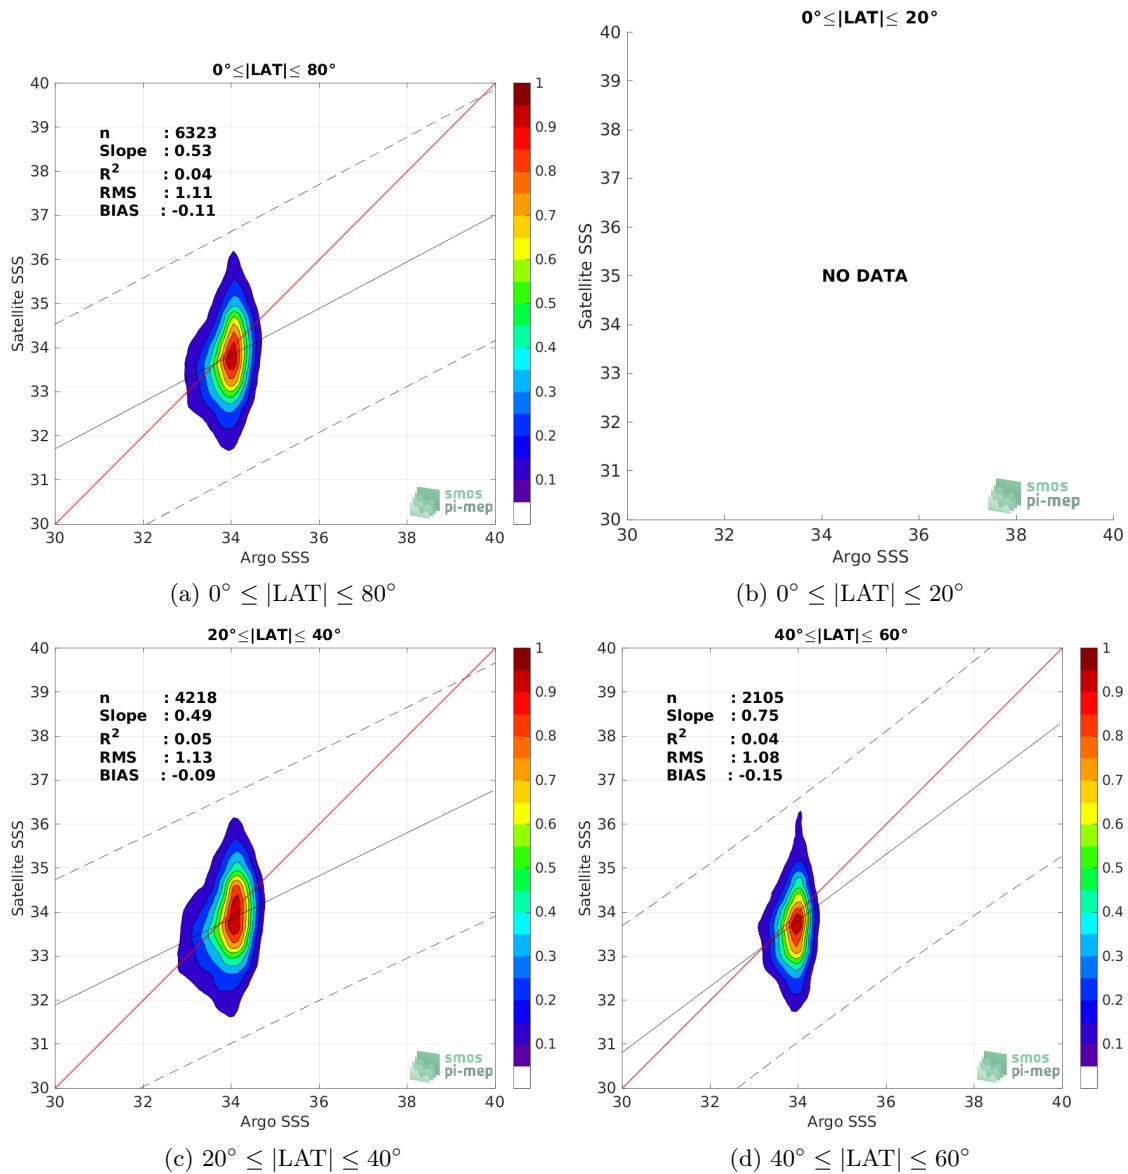 0°≤|LAT|≤ 80°
40
39
38
37
36
35
34
33
32
31
30
Satellite SSS
n : 6323
Slope : 0.53
R² : 0.04
RMS : 1.11
BIAS : -0.11
smos
pi-mep
30 32 34 36 38 40
Argo SSS
1
0.9
0.8
0.7
0.6
0.5
0.4
0.3
0.2
0.1
(a) 0° ≤ |LAT| ≤ 80°
0°≤|LAT|≤ 20°
40
39
38
37
36
35
34
33
32
31
30
Satellite SSS
NO DATA
smos
pi-mep
30 32 34 36 38 40
Argo SSS
(b) 0° ≤ |LAT| ≤ 20°
20°≤|LAT|≤ 40°
40
39
38
37
36
35
34
33
32
31
30
Satellite SSS
n : 4218
Slope : 0.49
R² : 0.05
RMS : 1.13
BIAS : -0.09
smos
pi-mep
30 32 34 36 38 40
Argo SSS
1
0.9
0.8
0.7
0.6
0.5
0.4
0.3
0.2
0.1
(c) 20° ≤ |LAT| ≤ 40°
40°≤|LAT|≤ 60°
40
39
38
37
36
35
34
33
32
31
30
Satellite SSS
n : 2105
Slope : 0.75
R² : 0.04
RMS : 1.08
BIAS : -0.15
smos
pi-mep
30 32 34 36 38 40
Argo SSS
1
0.9
0.8
0.7
0.6
0.5
0.4
0.3
0.2
0.1
(d) 40° ≤ |LAT| ≤ 60°